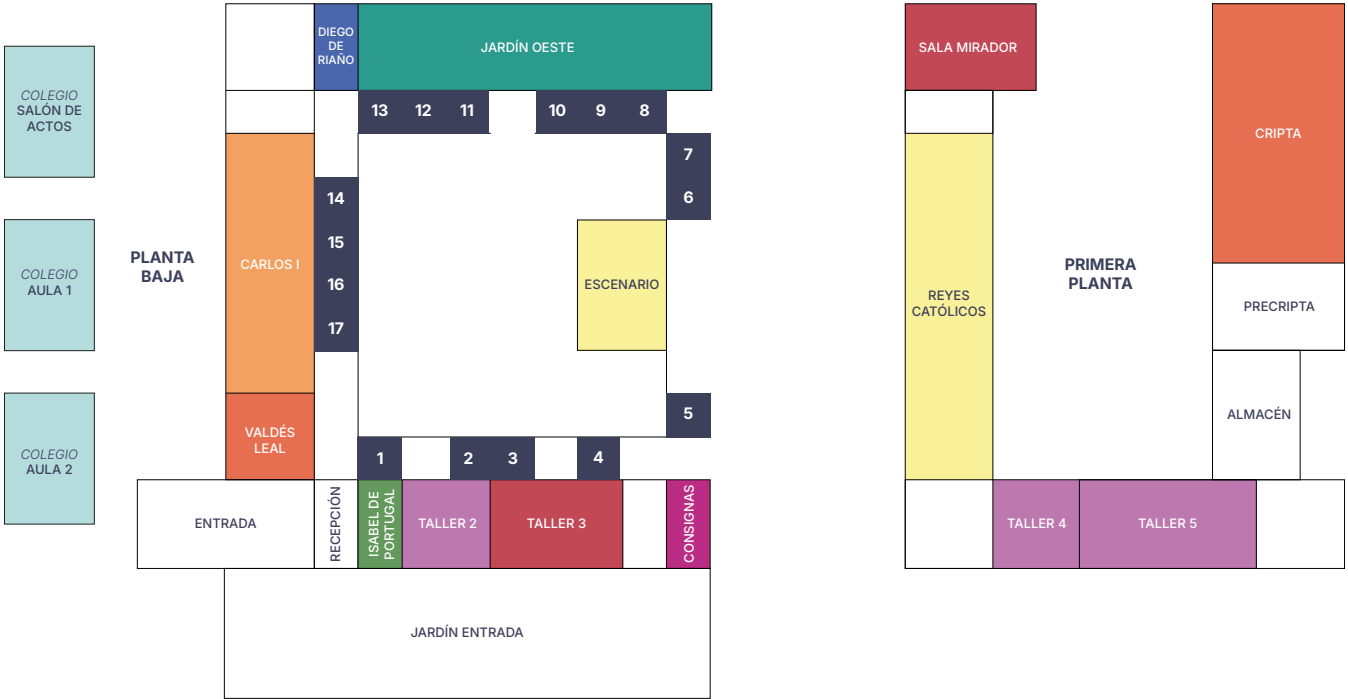 DIEGO
DE
RIAÑO
JARDÍN OESTE
SALA MIRADOR
COLEGIO
SALÓN DE
ACTOS
13
12
11
10
9
8
CRIPTA
7
14
6
15
COLEGIO
AULA 1
PLANTA
BAJA
CARLOS I
16
ESCENARIO
17
REYES
CATÓLICOS
PRIMERA
PLANTA
PRECRIPTA
5
ALMACÉN
COLEGIO
AULA 2
VALDÉS
LEAL
1
2
3
4
ENTRADA
RECEPCIÓN
ISABEL DE
PORTUGAL
TALLER 2
TALLER 3
CONSIGNAS
TALLER 4
TALLER 5
JARDÍN ENTRADA